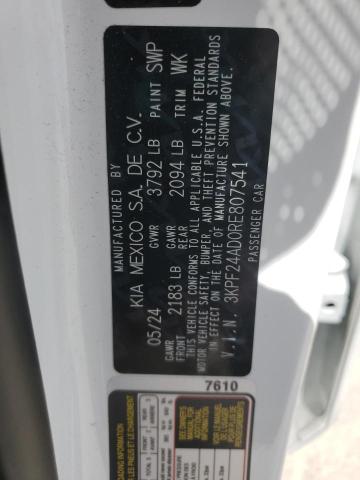 MANUFACTURED BY
KIA MEXICO S.A. DE C.V.
05/24 GVWR 3792 LB PAINT SWP
GAWR FRONT 2183 LB GAWR REAR 2094 LB TRIM WK
THIS VEHICLE CONFORMS TO ALL APPLICABLE U.S.A. FEDERAL
MOTOR VEHICLE SAFETY, BUMPER, AND THEFT PREVENTION STANDARDS
IN EFFECT ON THE DATE OF MANUFACTURE SHOWN ABOVE.
V.I.N. 3KPF24AD0RE807541
PASSENGER CAR
7610